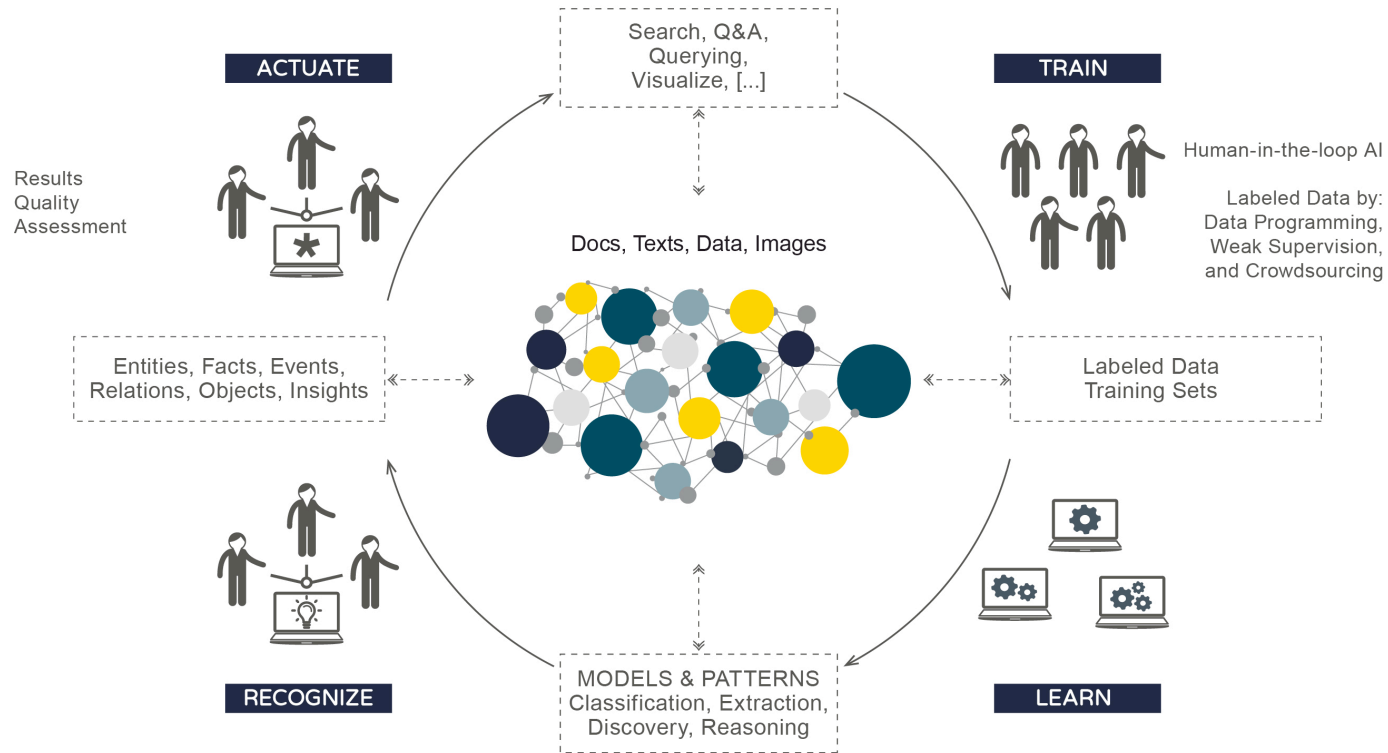 Search, Q&A,
Querying,
Visualize, [...]
ACTUATE
TRAIN
Results
Quality
Assessment
Human-in-the-loop AI
Labeled Data by:
Data Programming,
Weak Supervision,
and Crowdsourcing
Docs, Texts, Data, Images
Entities, Facts, Events,
Relations, Objects, Insights
Labeled Data
Training Sets
MODELS & PATTERNS
Classification, Extraction,
Discovery, Reasoning
RECOGNIZE
LEARN